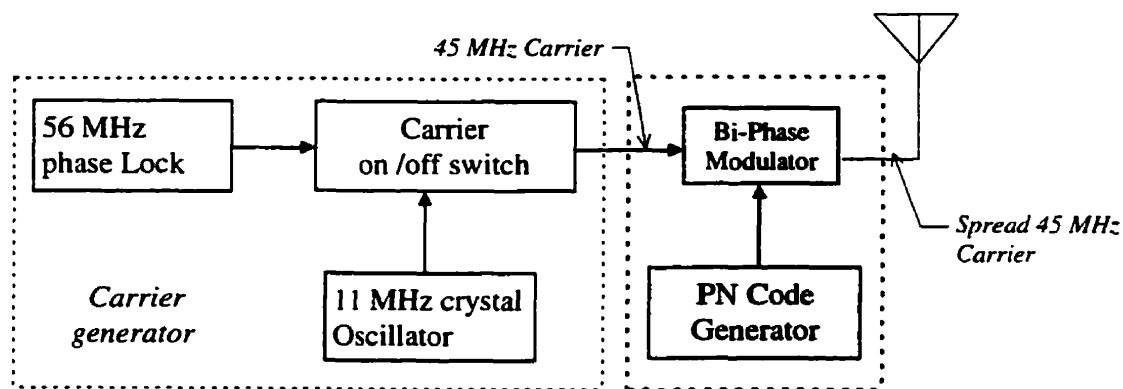 45 MHz Carrier
56 MHz
phase Lock
Carrier
on /off switch
Bi-Phase
Modulator
Spread 45 MHz
Carrier
Carrier
generator
11 MHz crystal
Oscillator
PN Code
Generator